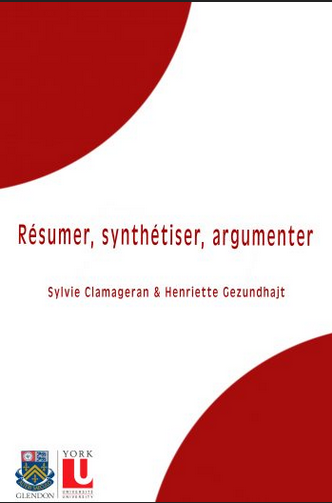 Résumer, synthétiser, argumenter
Sylvie Clamageran & Henriette Gezundhajt
GLENDON
YORK
U
UNIVERSITÉ
UNIVERSITY